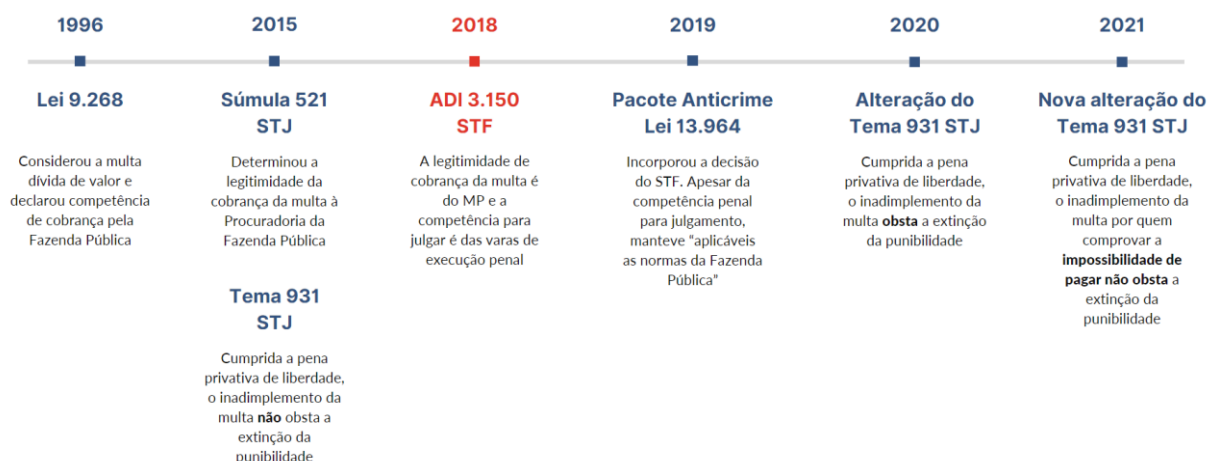 1996
Lei 9.268
Considerou a multa
dívida de valor e
declarou competência
de cobrança pela
Fazenda Pública
2015
Súmula 521
STJ
Determinou a
legitimidade da
cobrança da multa à
Procuradoria da
Fazenda Pública
Tema 931
STJ
Cumprida a pena
privativa de liberdade,
o inadimplemento da
multa não obsta a
extinção da
punibilidade
2018
ADI 3.150
STF
A legitimidade de
cobrança da multa é
do MP e a
competência para
julgar é das varas de
execução penal
2019
Pacote Anticrime
Lei 13.964
Incorporou a decisão
do STF. Apesar da
competência penal
para julgamento,
manteve “aplicáveis
as normas da Fazenda
Pública”
2020
Alteração do
Tema 931 STJ
Cumprida a pena
privativa de liberdade,
o inadimplemento da
multa obsta a extinção
da punibilidade
2021
Nova alteração do
Tema 931 STJ
Cumprida a pena
privativa de liberdade,
o inadimplemento da
multa por quem
comprovar a
impossibilidade de
pagar não obsta a
extinção da
punibilidade